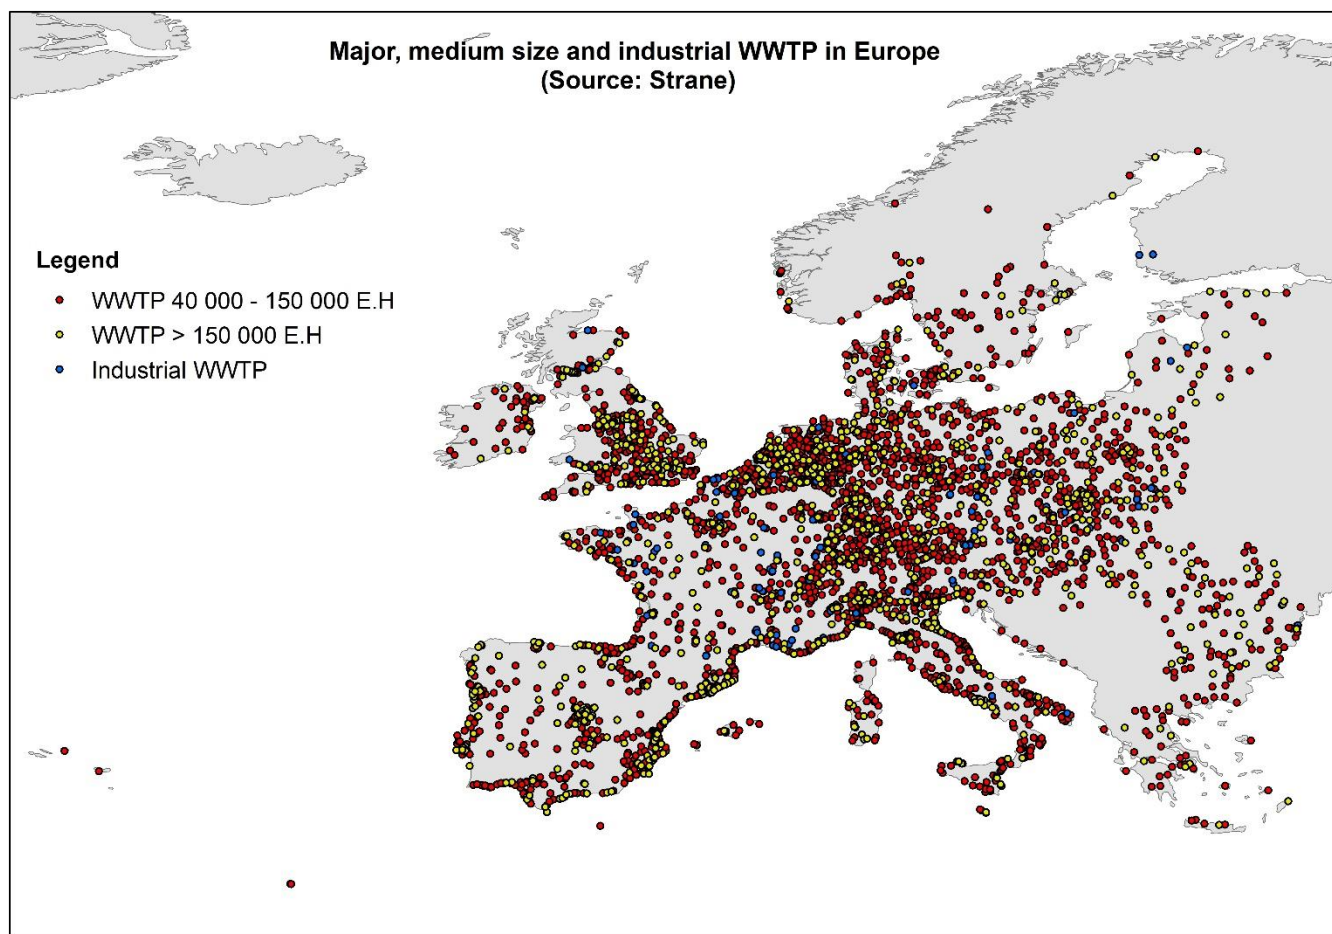 Major, medium size and industrial WWTP in Europe
(Source: Strane)
Legend
WWTP 40 000 - 150 000 E.H
WWTP > 150 000 E.H
Industrial WWTP